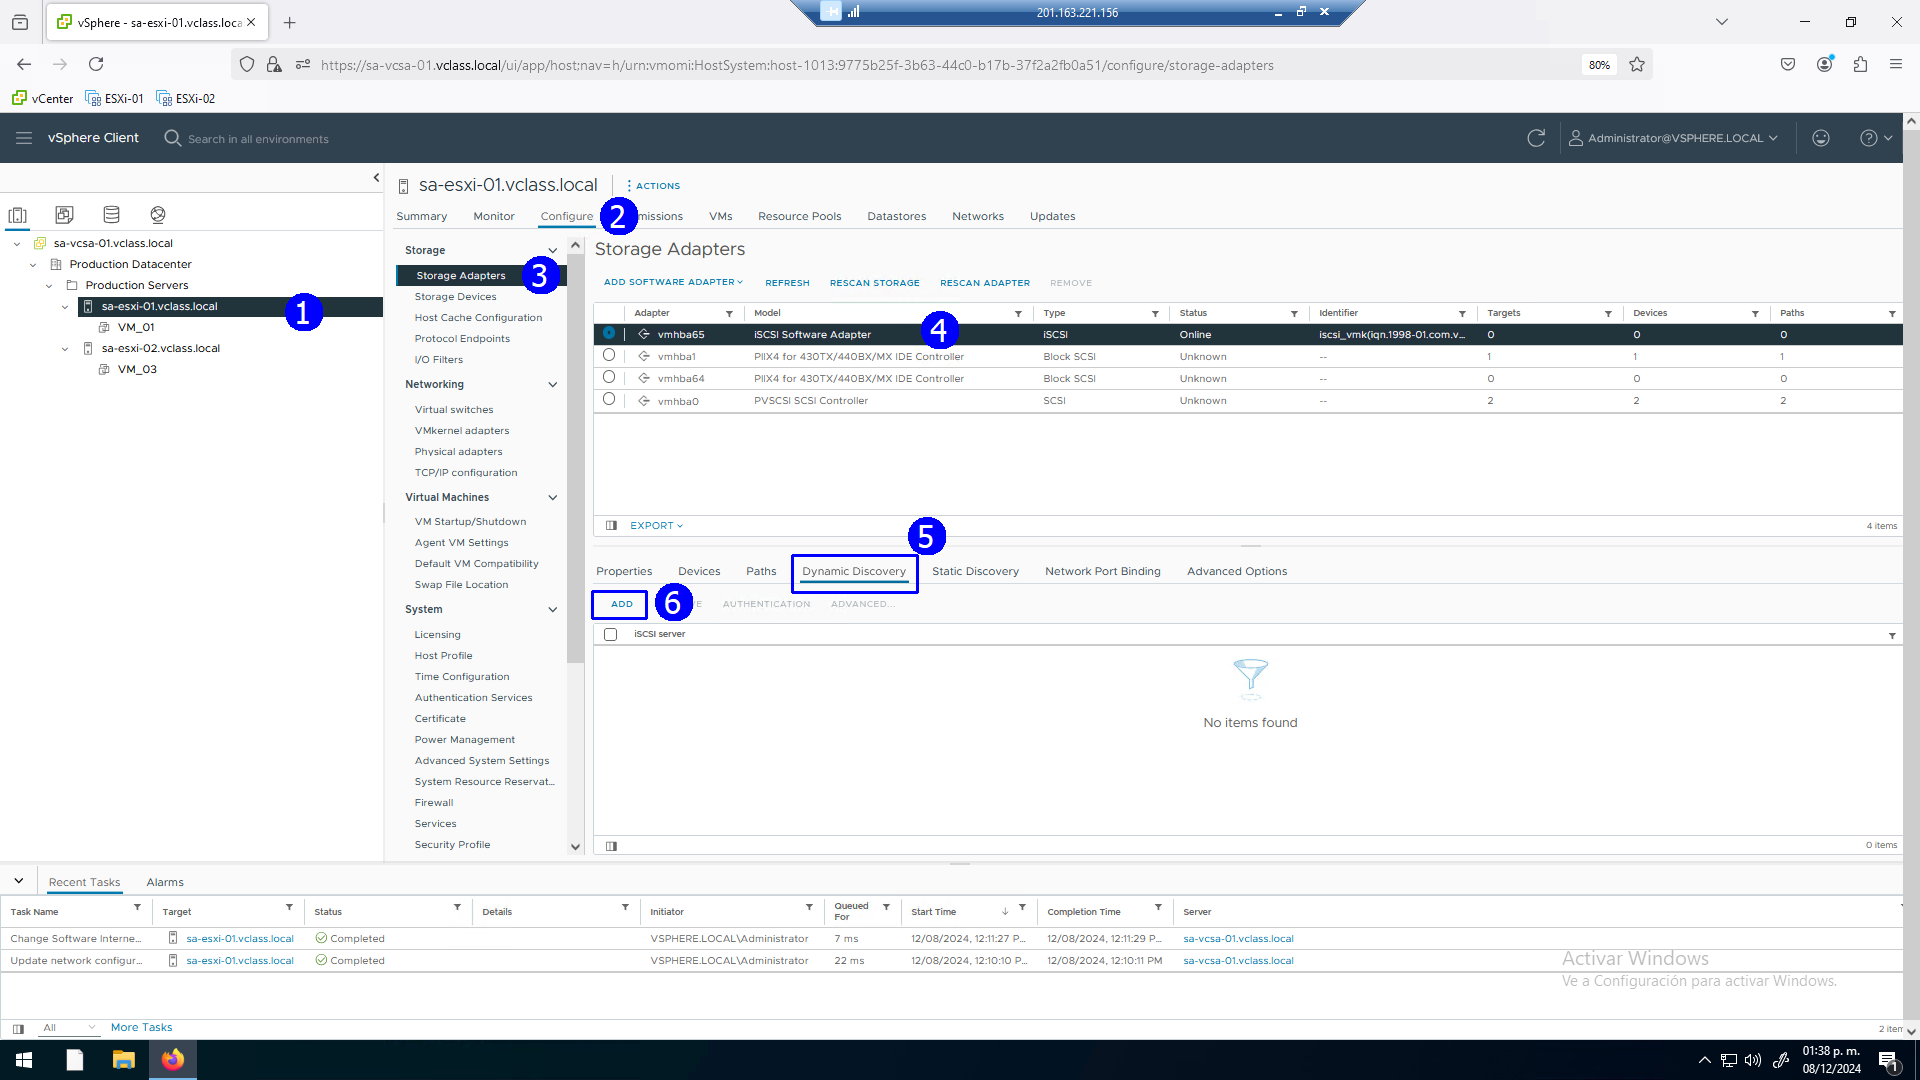 vSphere - sa-esxi-01.vclass.loca
201.163.221.156
https://sa-vcsa-01.vclass.local/ui/app/host;nav=h/urn:vmomi:HostSystem:host-1013:9775b25f-3b63-44c0-b17b-37f2a2fb0a51/configure/storage-adapters
80%
vCenter ESXi-01 ESXi-02
vSphere Client Search in all environments Administrator@VSPHERE.LOCAL
sa-vcsa-01.vclass.local
Production Datacenter
Production Servers
sa-esxi-01.vclass.local 1
VM_01
sa-esxi-02.vclass.local
VM_03
sa-esxi-01.vclass.local ACTIONS
Summary Monitor Configure 2 missions VMs Resource Pools Datastores Networks Updates
Storage
Storage Adapters 3
Storage Devices
Host Cache Configuration
Protocol Endpoints
I/O Filters
Networking
Virtual switches
VMkernel adapters
Physical adapters
TCP/IP configuration
Virtual Machines
VM Startup/Shutdown
Agent VM Settings
Default VM Compatibility
Swap File Location
System
Licensing
Host Profile
Time Configuration
Authentication Services
Certificate
Power Management
Advanced System Settings
System Resource Reservat...
Firewall
Services
Security Profile
Storage Adapters
ADD SOFTWARE ADAPTER REFRESH RESCAN STORAGE RESCAN ADAPTER REMOVE
Adapter Model Type Status Identifier Targets Devices Paths
vmhba65 iSCSI Software Adapter 4 iSCSI Online iscsi_vmk(iqn.1998-01.com.v... 0 0 0
vmhba1 PIIX4 for 430TX/440BX/MX IDE Controller Block SCSI Unknown -- 1 1 1
vmhba64 PIIX4 for 430TX/440BX/MX IDE Controller Block SCSI Unknown -- 0 0 0
vmhba0 PVSCSI SCSI Controller SCSI Unknown -- 2 2 2
EXPORT 4 items
5
Properties Devices Paths Dynamic Discovery Static Discovery Network Port Binding Advanced Options
ADD 6 VE AUTHENTICATION ADVANCED...
iSCSI server
No items found
0 items
Recent Tasks Alarms
Task Name Target Status Details Initiator Queued For Start Time Completion Time Server
Change Software Interne... sa-esxi-01.vclass.local Completed VSPHERE.LOCAL\Administrator 7 ms 12/08/2024, 12:11:27 P... 12/08/2024, 12:11:29 P... sa-vcsa-01.vclass.local
Update network configur... sa-esxi-01.vclass.local Completed VSPHERE.LOCAL\Administrator 22 ms 12/08/2024, 12:10:10 P... 12/08/2024, 12:10:11 PM sa-vcsa-01.vclass.local
Activar Windows
Ve a Configuración para activar Windows.
All More Tasks 2 item
01:38 p. m.
08/12/2024
1